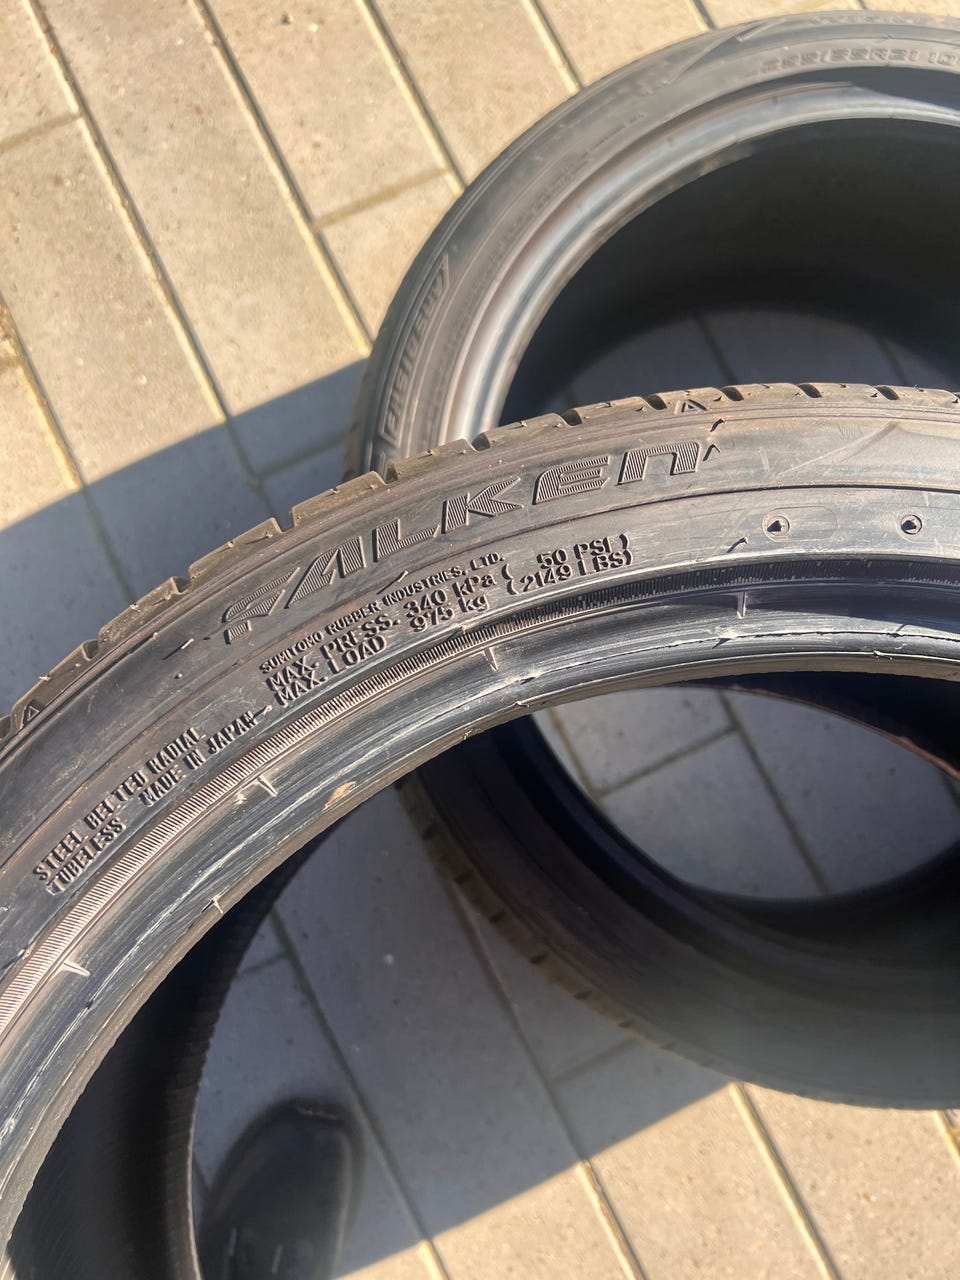 FALKEN
SUMITOMO RUBBER INDUSTRIES, LTD.
MAX. PRESS. 340 kPa ( 50 PSI )
MAX. LOAD 975 kg (2149 LBS)
STEEL BELTED RADIAL
TUBELESS MADE IN JAPAN